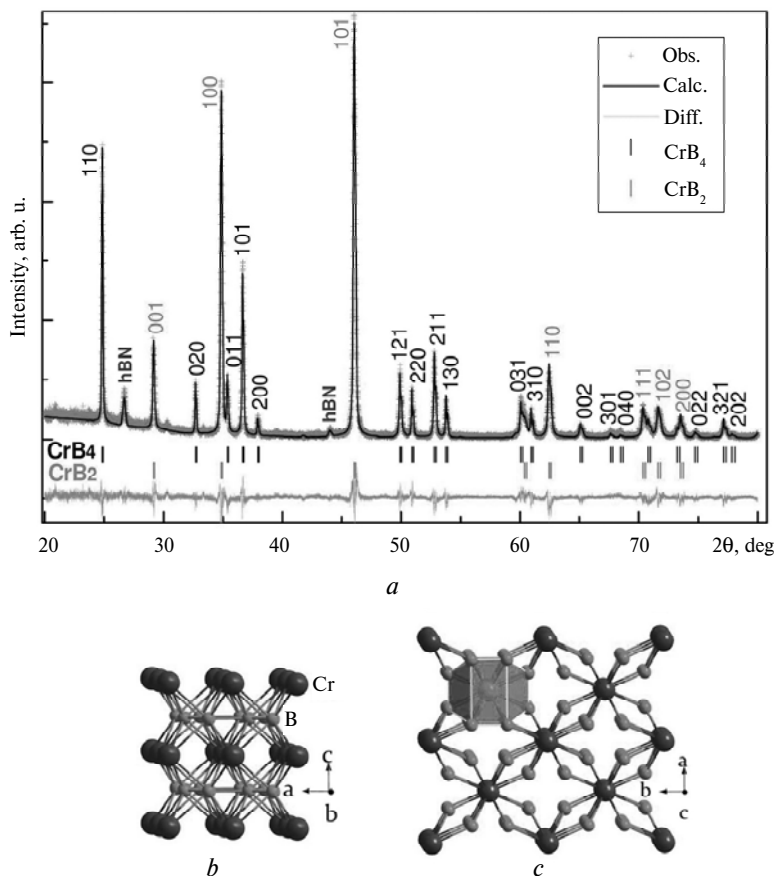 Intensity, arb. u.
Obs.
Calc.
Diff.
CrB4
CrB2
110
hBN
001
020
100
011
101
200
hBN
101
121
220
211
130
031
310
110
002
301
040
111
102
200
022
321
202
CrB4
CrB2
20 30 40 50 60 70 2θ, deg
a
Cr
B
c
a
b
b
a
b
c
c